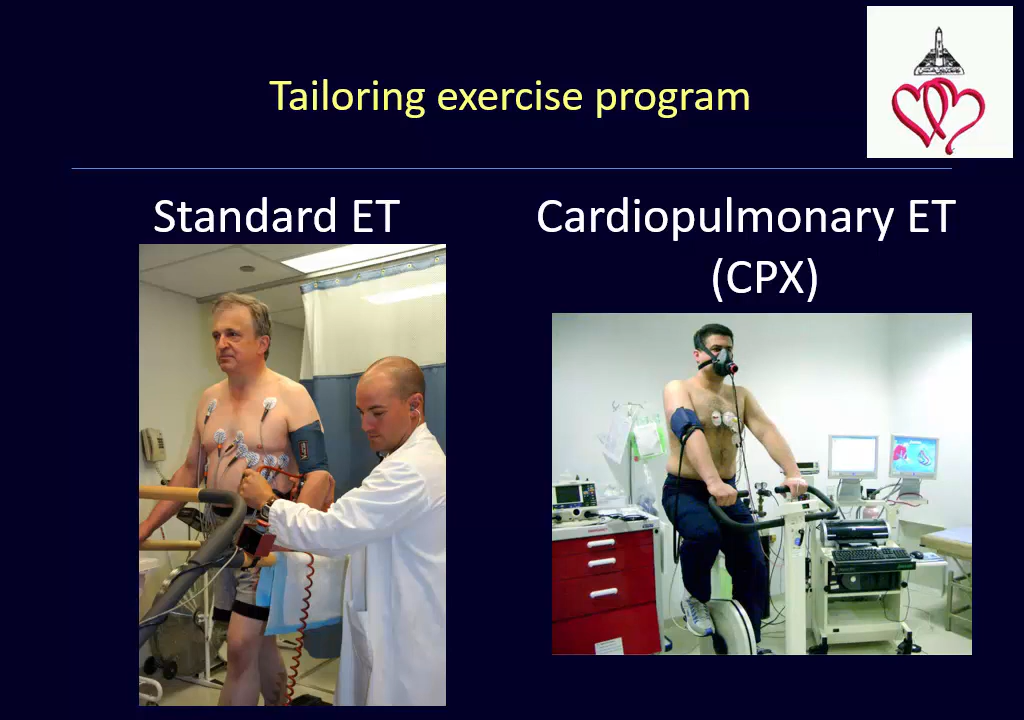 Tailoring exercise program
Standard ET
Cardiopulmonary ET
(CPX)